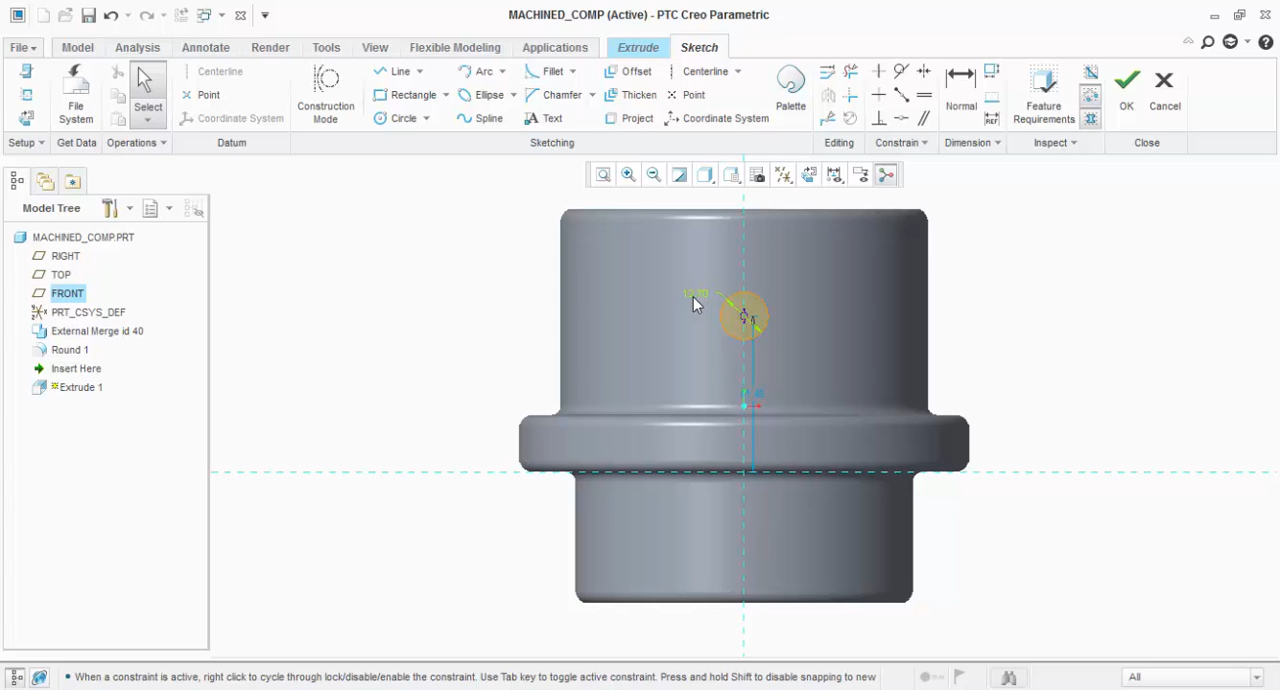 MACHINED_COMP (Active) - PTC Creo Parametric
File Model Analysis Annotate Render Tools View Flexible Modeling Applications Extrude Sketch
Centerline Line Arc Fillet Offset Centerline
File System Select Point Construction Mode Rectangle Ellipse Chamfer Thicken Point Palette Normal Feature Requirements OK Cancel
Coordinate System Circle Spline Text Project Coordinate System
Setup Get Data Operations Datum Sketching Editing Constrain Dimension Inspect Close
Model Tree
MACHINED_COMP.PRT
RIGHT
TOP
FRONT
PRT_CSYS_DEF
External Merge id 40
Round 1
Insert Here
Extrude 1
When a constraint is active, right click to cycle through lock/disable/enable the constraint. Use Tab key to toggle active constraint. Press and hold Shift to disable snapping to new
All